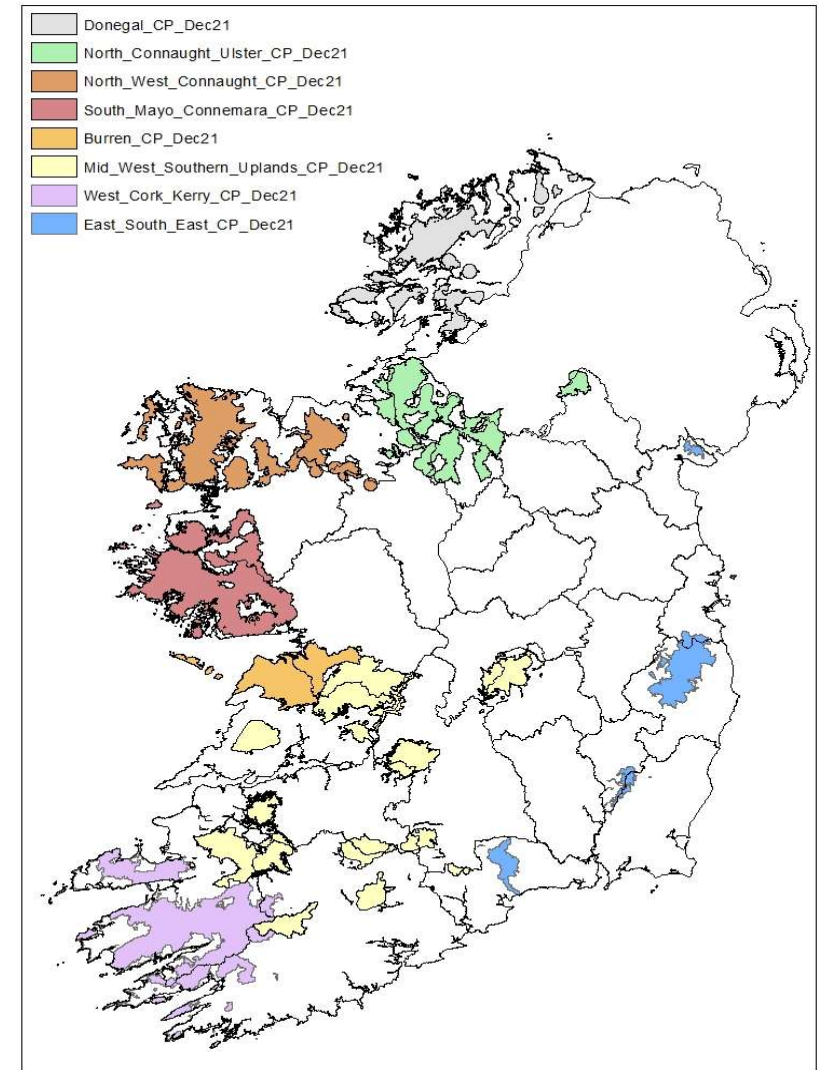 Donegal_CP_Dec21
North_Connaught_Ulster_CP_Dec21
North_West_Connaught_CP_Dec21
South_Mayo_Connemara_CP_Dec21
Burren_CP_Dec21
Mid_West_Southern_Uplands_CP_Dec21
West_Cork_Kerry_CP_Dec21
East_South_East_CP_Dec21